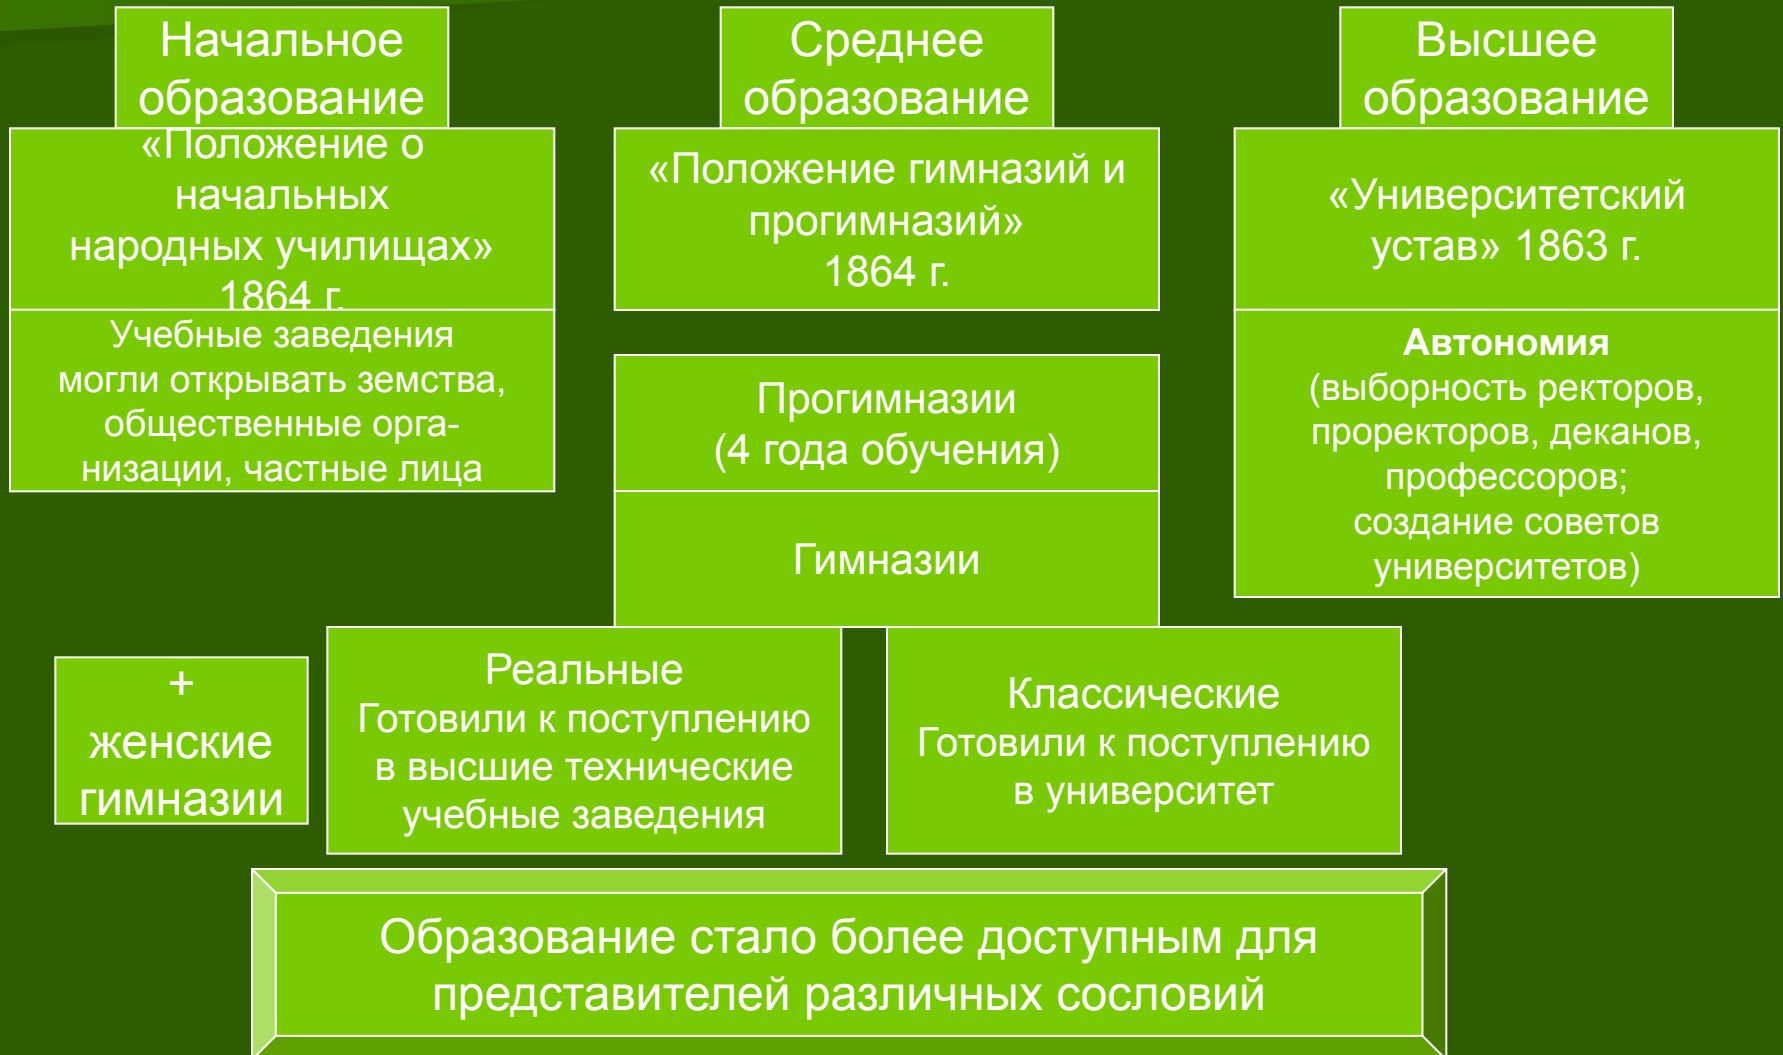 Начальное
образование
«Положение о
начальных
народных училищах»
1864 г.
Учебные заведения
могли открывать земства,
общественные орга-
низации, частные лица
Среднее
образование
«Положение гимназий и
прогимназий»
1864 г.
Прогимназии
(4 года обучения)
Гимназии
+
женские
гимназии
Реальные
Готовили к поступлению
в высшие технические
учебные заведения
Классические
Готовили к поступлению
в университет
Высшее
образование
«Университетский
устав» 1863 г.
Автономия
(выборность ректоров,
проректоров, деканов,
профессоров;
создание советов
университетов)
Образование стало более доступным для
представителей различных сословий